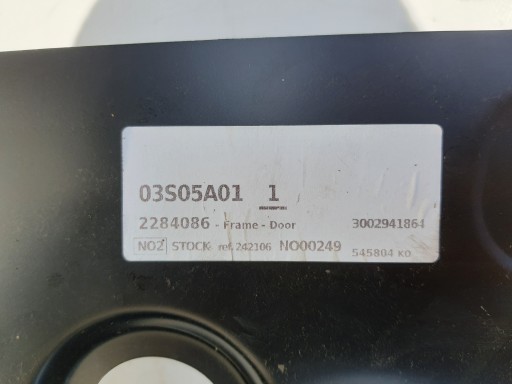 03S05A01 1
2284086 - Frame - Door 3002941864
NO2 STOCK ref. 242106 NO00249 545804 KO